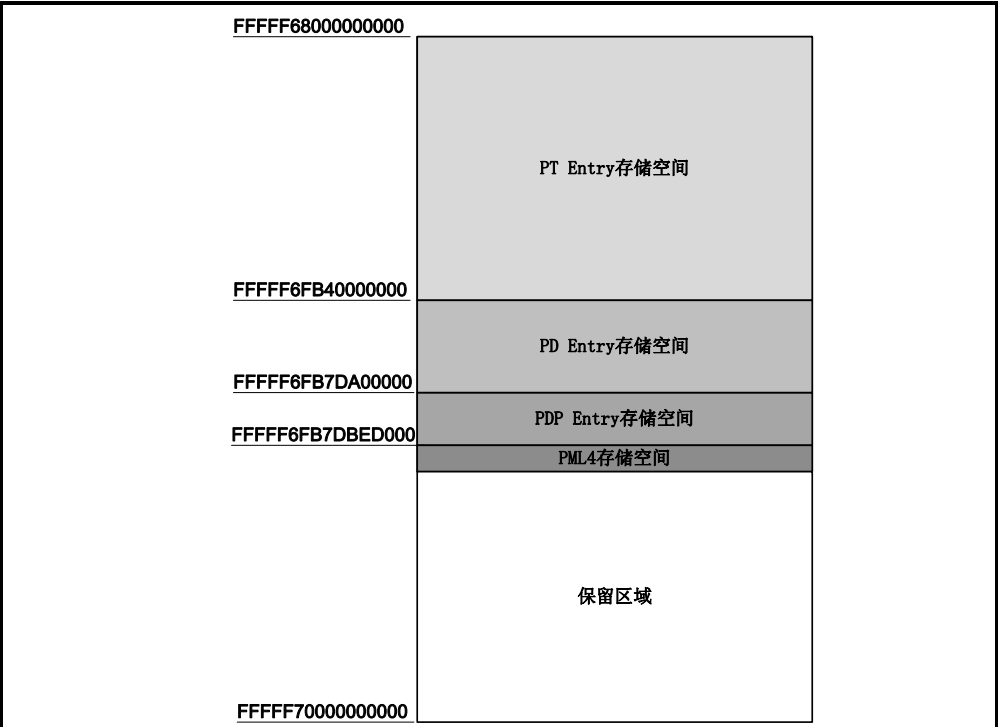 FFFFF68000000000
PT Entry存储空间
FFFFF6FB40000000
PD Entry存储空间
FFFFF6FB7DA00000
PDP Entry存储空间
FFFFF6FB7DBED000
PML4存储空间
保留区域
FFFFF70000000000